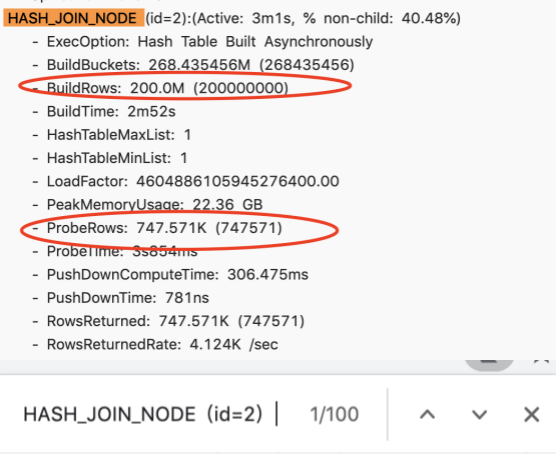 HASH_JOIN_NODE (id=2):(Active: 3m1s, % non-child: 40.48%)
- ExecOption: Hash Table Built Asynchronously
- BuildBuckets: 268.435456M (268435456)
- BuildRows: 200.0M (200000000)
- BuildTime: 2m52s
- HashTableMaxList: 1
- HashTableMinList: 1
- LoadFactor: 4604886105945276400.00
- PeakMemoryUsage: 22.36 GB
- ProbeRows: 747.571K (747571)
- ProbeTime: 3s854ms
- PushDownComputeTime: 306.475ms
- PushDownTime: 781ns
- RowsReturned: 747.571K (747571)
- RowsReturnedRate: 4.124K /sec
HASH_JOIN_NODE (id=2) 1/100